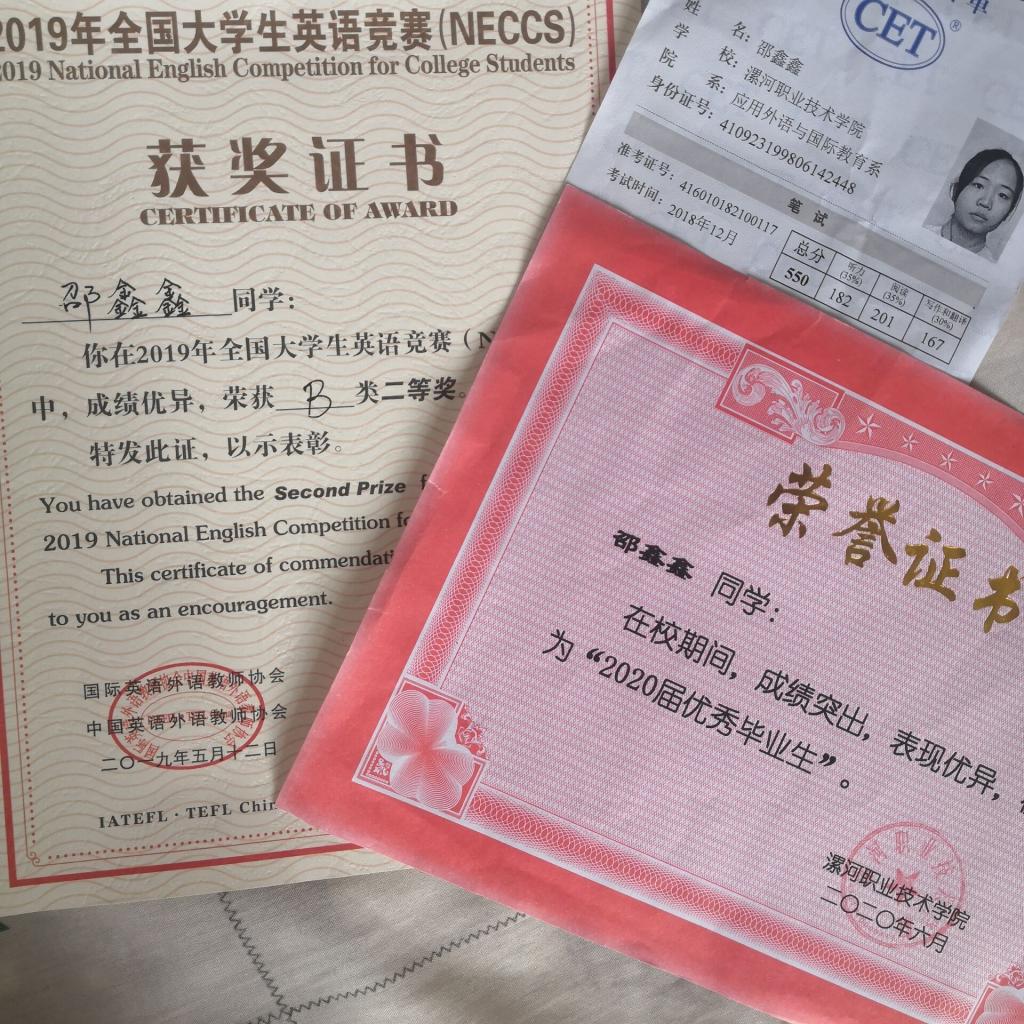 2019年全国大学生英语竞赛(NECCS)
2019 National English Competition for College Students
获奖证书
CERTIFICATE OF AWARD
邵鑫鑫 同学：
你在2019年全国大学生英语竞赛（N
中，成绩优异，荣获 B 类二等奖。
特发此证，以示表彰。
You have obtained the Second Prize f
2019 National English Competition fo
This certificate of commendati
to you as an encouragement.
国际英语外语教师协会
中国英语外语教师协会
二〇一九年五月十二日
IATEFL · TEFL Chin
单
CET
®
姓 名：邵鑫鑫
学 校：漯河职业技术学院
院 系：应用外语与国际教育系
身份证号：410923199806142448
笔试
准考证号：416010182100117
考试时间：2018年12月
总分 听力(35%) 阅读(35%) 写作和翻译(30%)
550 182 201 167
荣誉证书
邵鑫鑫 同学：
在校期间，成绩突出，表现优异，
为“2020届优秀毕业生”。
漯河职业技术学院
二〇二〇年六月